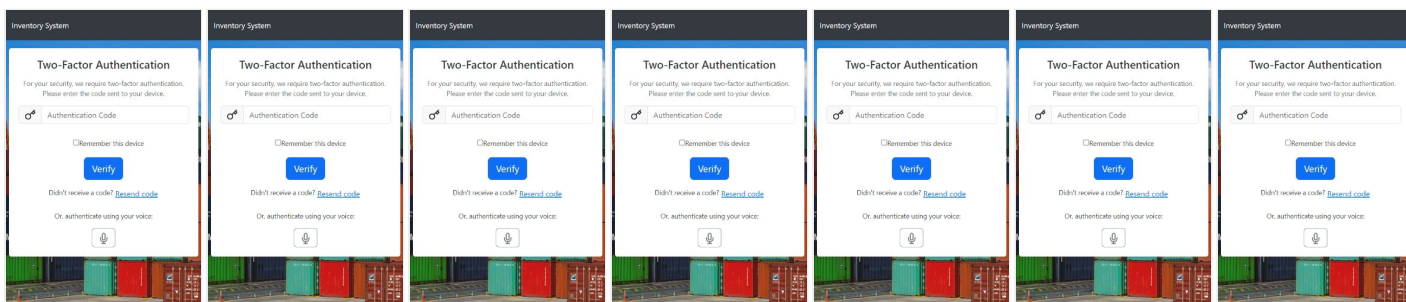 Inventory System
Two-Factor Authentication
For your security, we require two-factor authentication.
Please enter the code sent to your device.
Authentication Code
Remember this device
Verify
Didn't receive a code? Resend code
Or, authenticate using your voice:
Inventory System
Two-Factor Authentication
For your security, we require two-factor authentication.
Please enter the code sent to your device.
Authentication Code
Remember this device
Verify
Didn't receive a code? Resend code
Or, authenticate using your voice:
Inventory System
Two-Factor Authentication
For your security, we require two-factor authentication.
Please enter the code sent to your device.
Authentication Code
Remember this device
Verify
Didn't receive a code? Resend code
Or, authenticate using your voice:
Inventory System
Two-Factor Authentication
For your security, we require two-factor authentication.
Please enter the code sent to your device.
Authentication Code
Remember this device
Verify
Didn't receive a code? Resend code
Or, authenticate using your voice:
Inventory System
Two-Factor Authentication
For your security, we require two-factor authentication.
Please enter the code sent to your device.
Authentication Code
Remember this device
Verify
Didn't receive a code? Resend code
Or, authenticate using your voice:
Inventory System
Two-Factor Authentication
For your security, we require two-factor authentication.
Please enter the code sent to your device.
Authentication Code
Remember this device
Verify
Didn't receive a code? Resend code
Or, authenticate using your voice:
Inventory System
Two-Factor Authentication
For your security, we require two-factor authentication.
Please enter the code sent to your device.
Authentication Code
Remember this device
Verify
Didn't receive a code? Resend code
Or, authenticate using your voice: